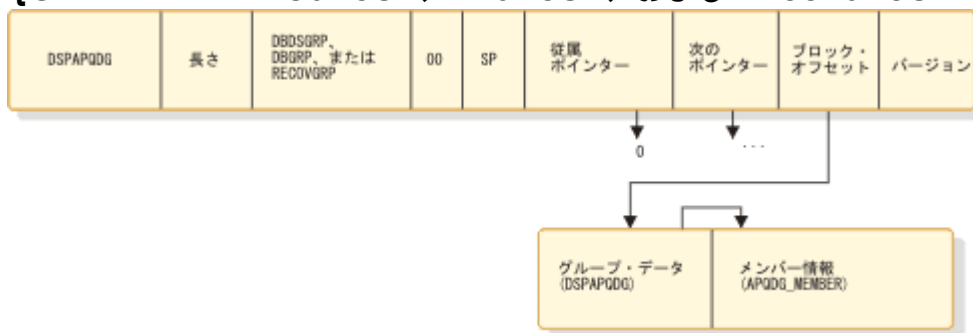 DSPAPQDG
長さ
DBDSGRP、
DBGRP、または
RECOVGRP
00
SP
従属
ポインター
次の
ポインター
ブロック・
オフセット
バージョン
0
...
グループ・データ
(DSPAPQDG)
メンバー情報
(APQDG_MEMBER)